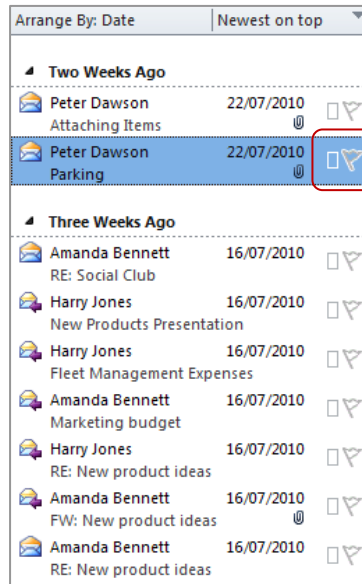 Arrange By: Date Newest on top
Two Weeks Ago
Peter Dawson 22/07/2010
Attaching Items
Peter Dawson 22/07/2010
Parking
Three Weeks Ago
Amanda Bennett 16/07/2010
RE: Social Club
Harry Jones 16/07/2010
New Products Presentation
Harry Jones 16/07/2010
Fleet Management Expenses
Amanda Bennett 16/07/2010
Marketing budget
Harry Jones 16/07/2010
RE: New product ideas
Amanda Bennett 16/07/2010
FW: New product ideas
Amanda Bennett 16/07/2010
RE: New product ideas